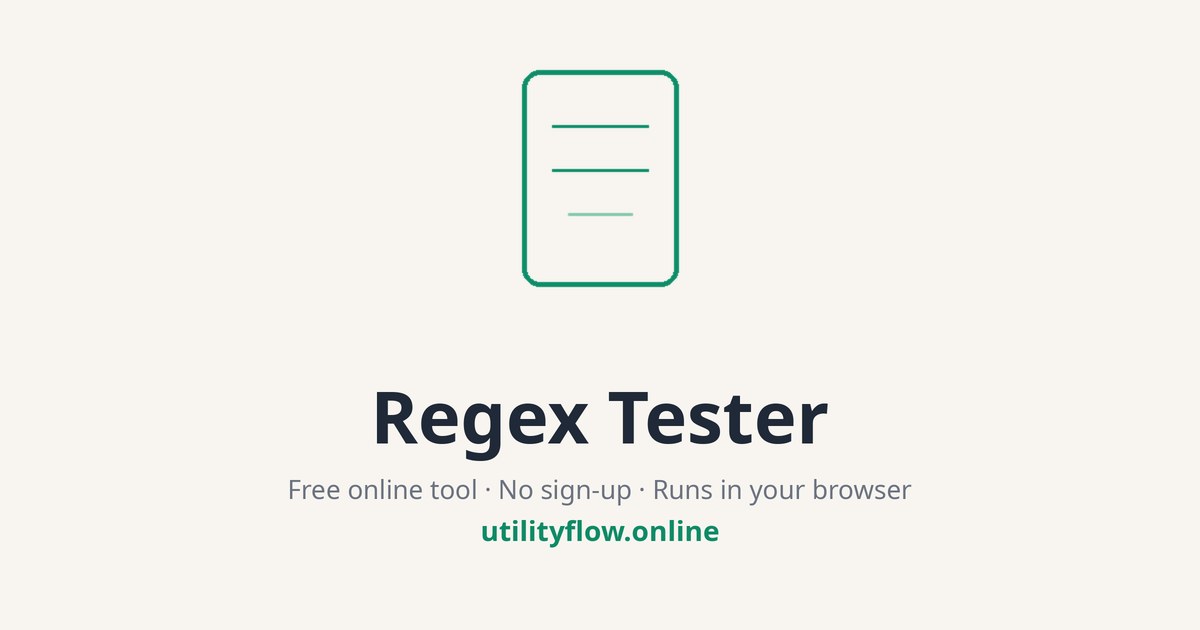 Regex Tester
Free online tool · No sign-up · Runs in your browser
utilityflow.online